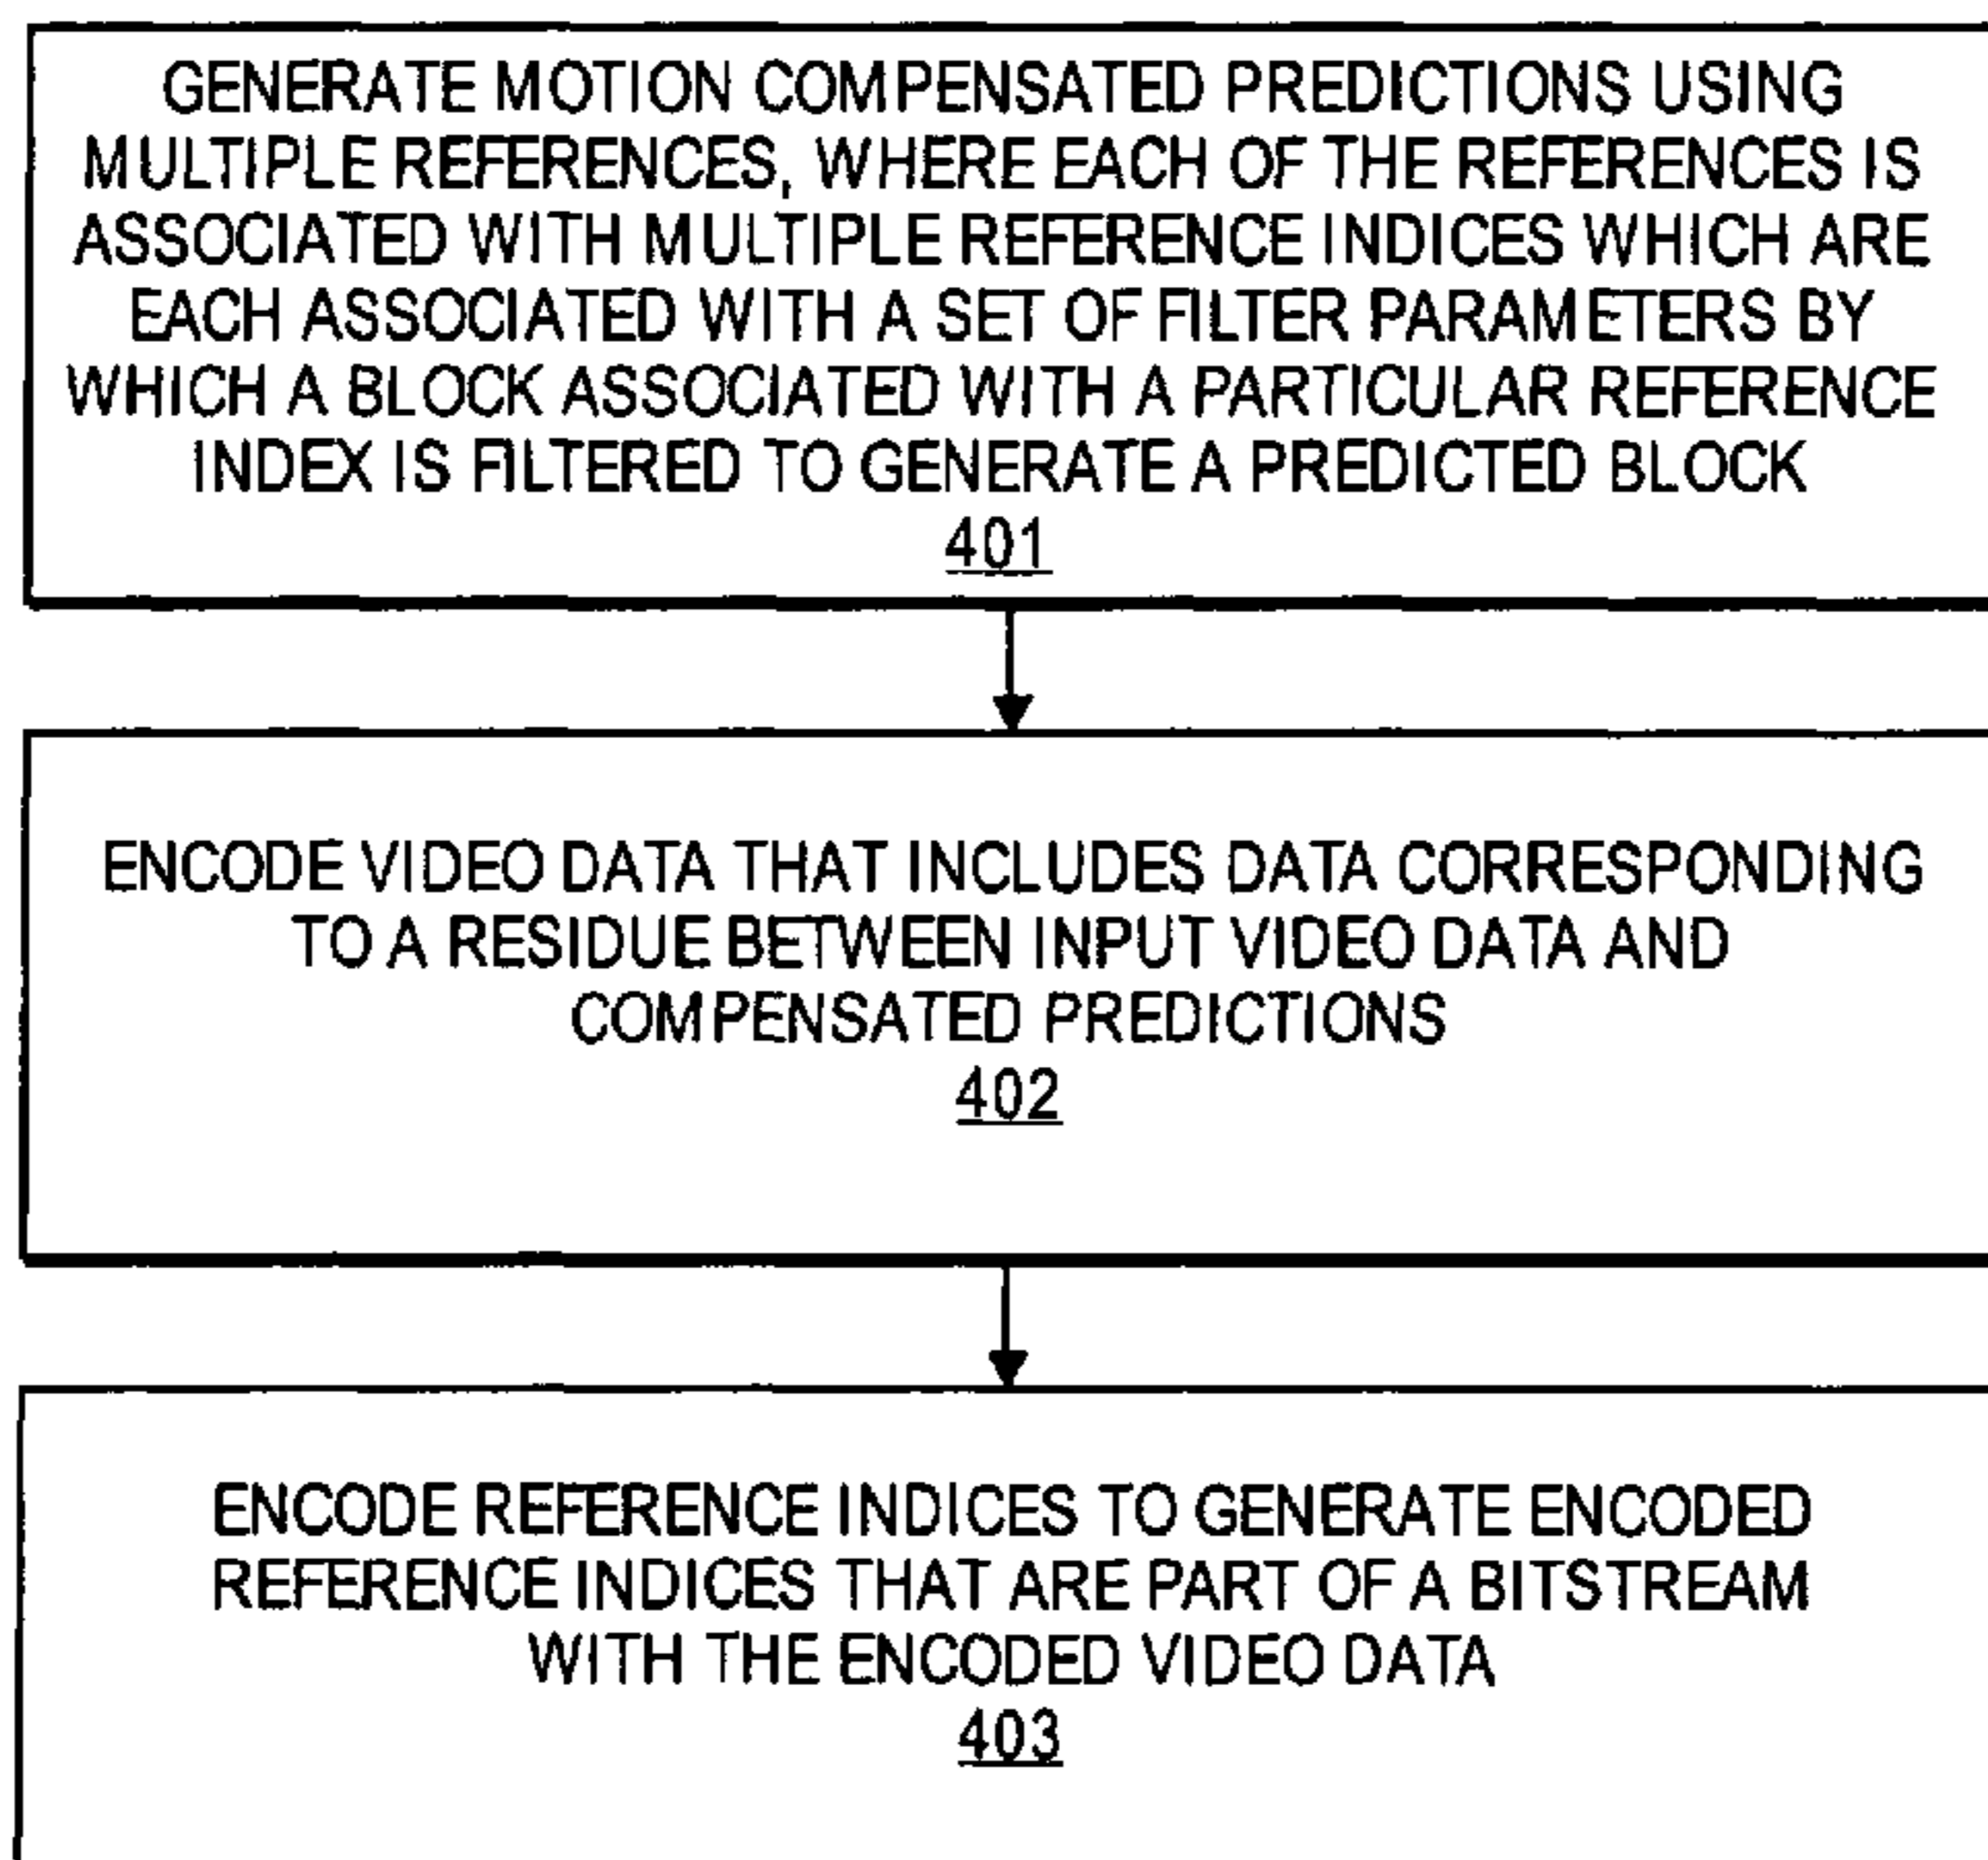 GENERATE MOTION COMPENSATED PREDICTIONS USING
MULTIPLE REFERENCES, WHERE EACH OF THE REFERENCES IS
ASSOCIATED WITH MULTIPLE REFERENCE INDICES WHICH ARE
EACH ASSOCIATED WITH A SET OF FILTER PARAMETERS BY
WHICH A BLOCK ASSOCIATED WITH A PARTICULAR REFERENCE
INDEX IS FILTERED TO GENERATE A PREDICTED BLOCK
401
ENCODE VIDEO DATA THAT INCLUDES DATA CORRESPONDING
TO A RESIDUE BETWEEN INPUT VIDEO DATA AND
COMPENSATED PREDICTIONS
402
ENCODE REFERENCE INDICES TO GENERATE ENCODED
REFERENCE INDICES THAT ARE PART OF A BITSTREAM
WITH THE ENCODED VIDEO DATA
403